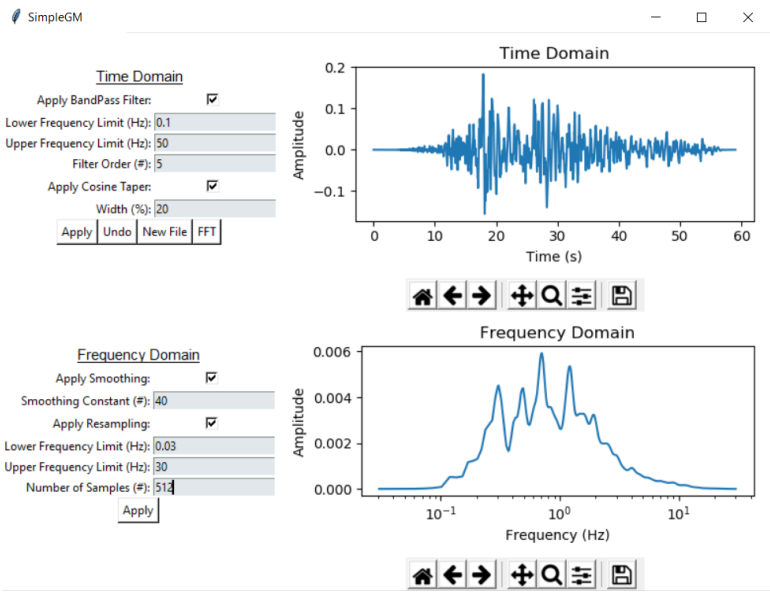 SimpleGM
Time Domain
Apply BandPass Filter:
Lower Frequency Limit (Hz): 0.1
Upper Frequency Limit (Hz): 50
Filter Order (#): 5
Apply Cosine Taper:
Width (%): 20
Apply Undo New File FFT
Time Domain
0.2
0.1
0.0
−0.1
Amplitude
0 10 20 30 40 50 60
Time (s)
Frequency Domain
Apply Smoothing:
Smoothing Constant (#): 40
Apply Resampling:
Lower Frequency Limit (Hz): 0.03
Upper Frequency Limit (Hz): 30
Number of Samples (#): 512
Apply
Frequency Domain
0.006
0.004
0.002
0.000
Amplitude
10⁻¹ 10⁰ 10¹
Frequency (Hz)